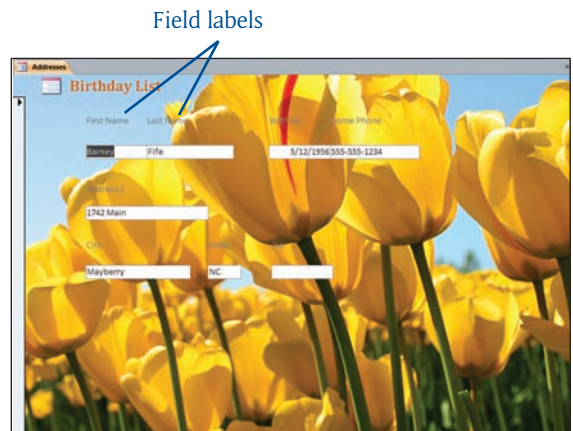 Field labels
Addresses
Birthday List
First Name Last Name Home Phone
Barney Fife 5/12/1956 555-555-1234
Address 1
1742 Main
City
Mayberry NC